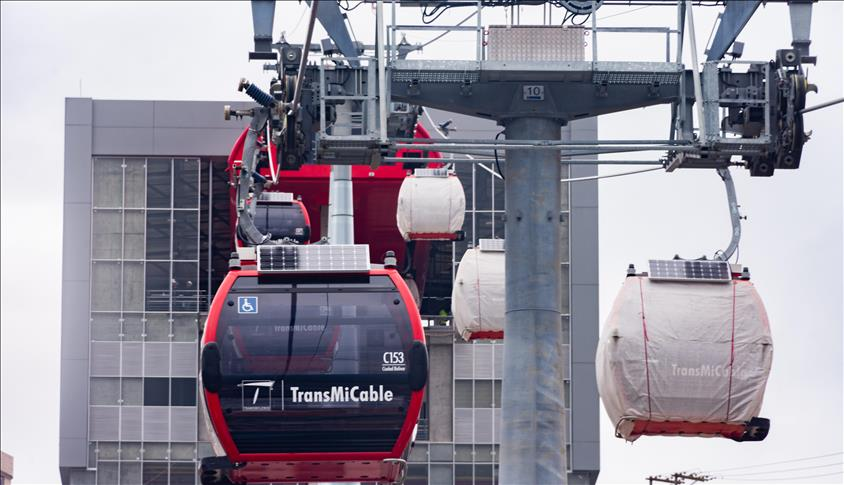 10
TransMiCable
C153
Ciudad Bolívar
TransMiCable
TransMiCable